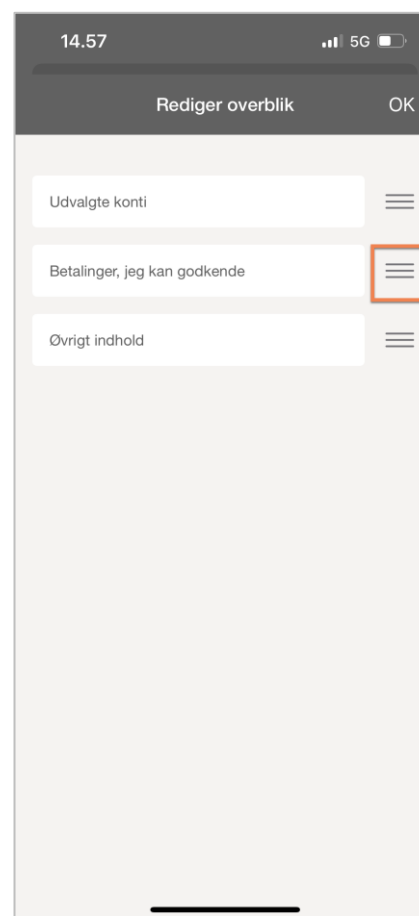 14.57
5G
Rediger overblik
OK
Udvalgte konti
Betalinger, jeg kan godkende
Øvrigt indhold